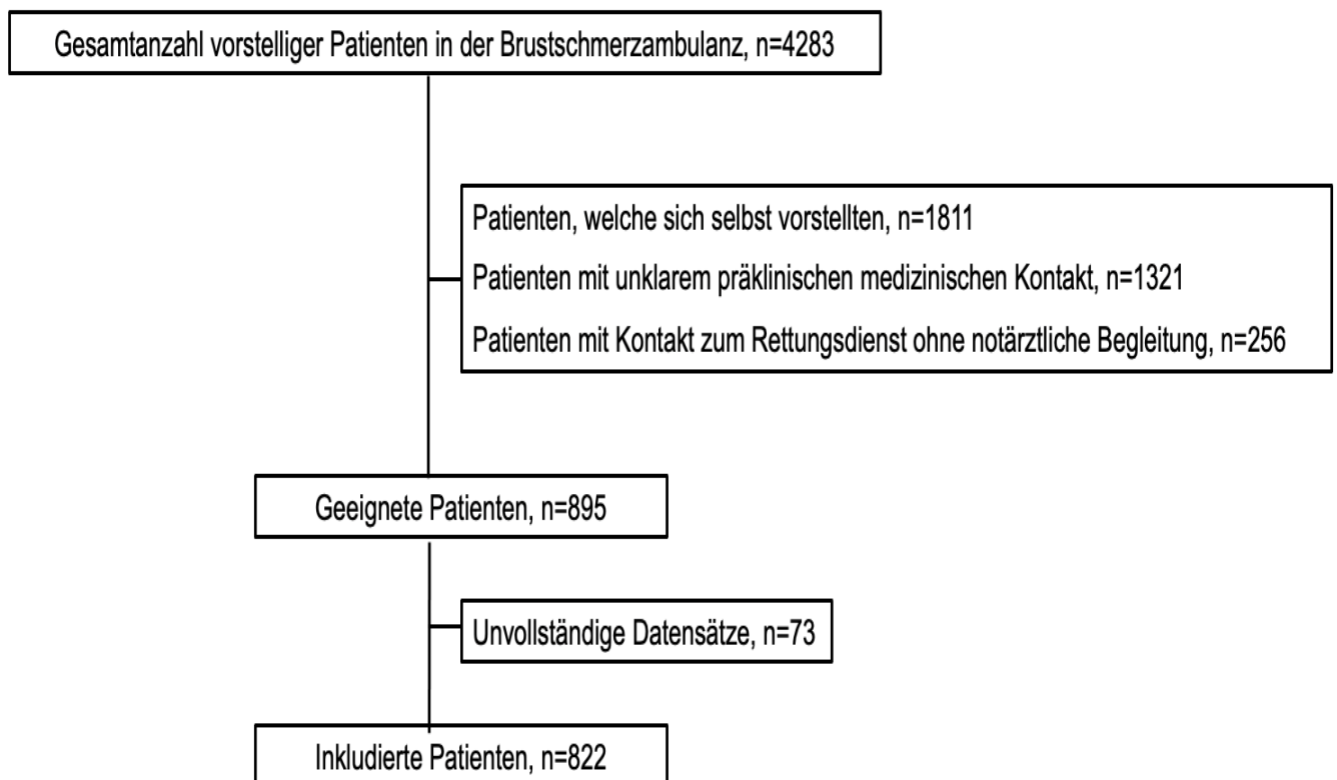 Gesamtanzahl vorstelliger Patienten in der Brustschmerzambulanz, n=4283
Patienten, welche sich selbst vorstellten, n=1811
Patienten mit unklarem präklinischen medizinischen Kontakt, n=1321
Patienten mit Kontakt zum Rettungsdienst ohne notärztliche Begleitung, n=256
Geeignete Patienten, n=895
Unvollständige Datensätze, n=73
Inkludierte Patienten, n=822